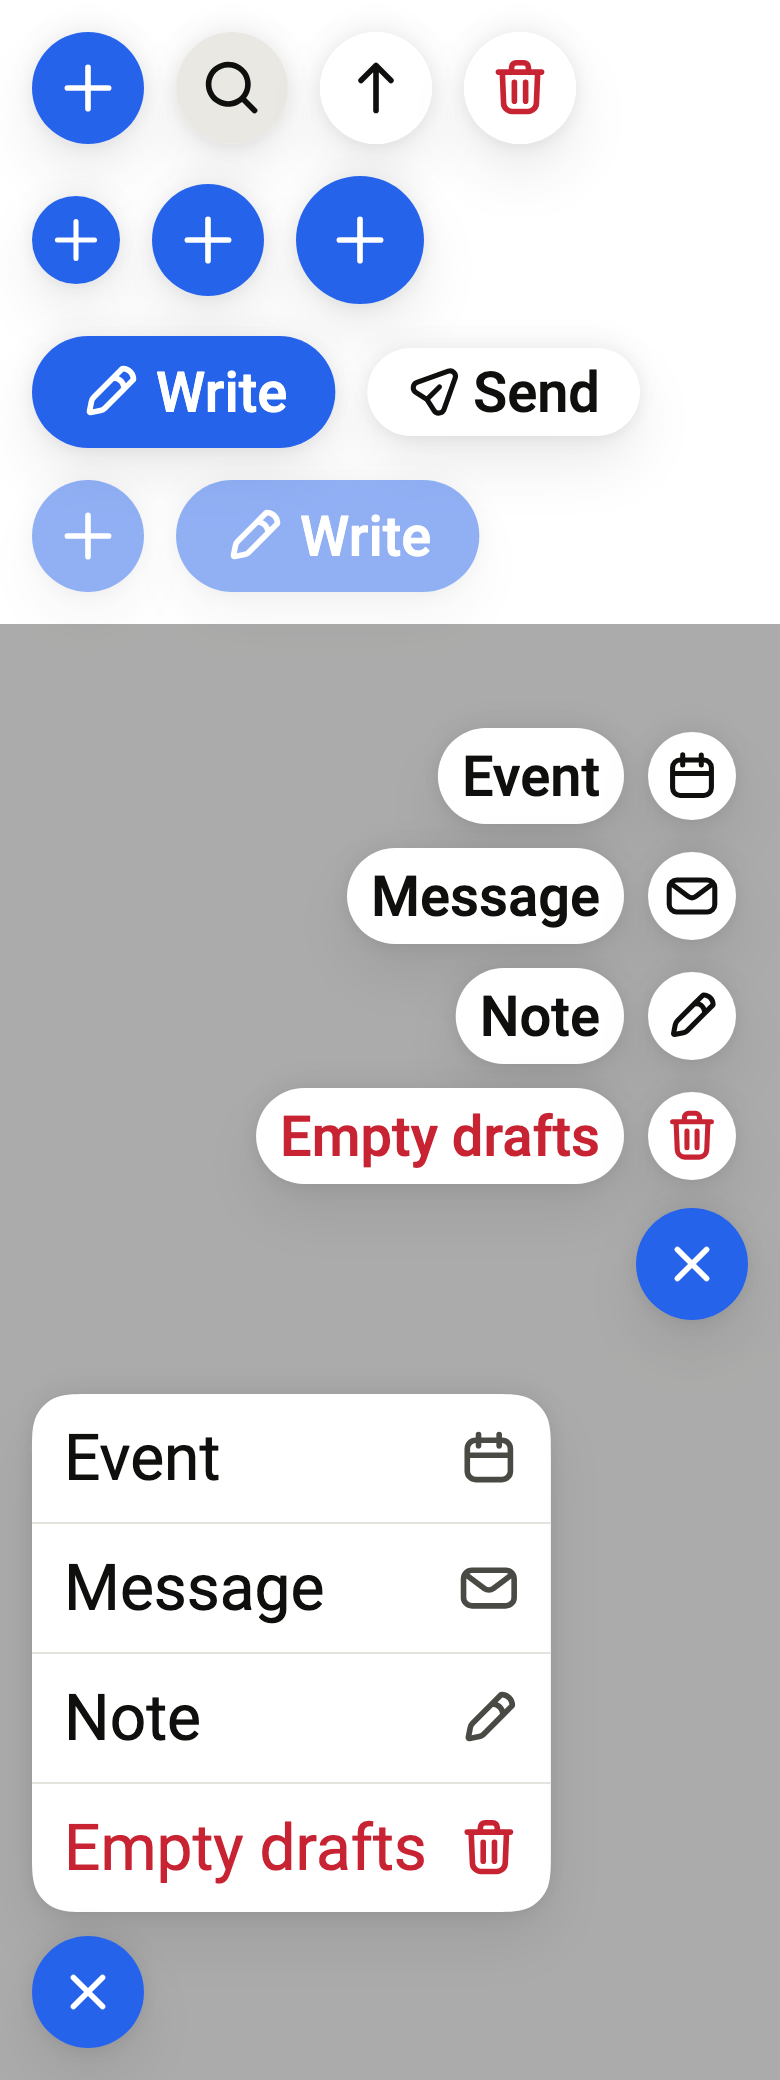 Write
Send
Write
Event
Message
Note
Empty drafts
Event
Message
Note
Empty drafts